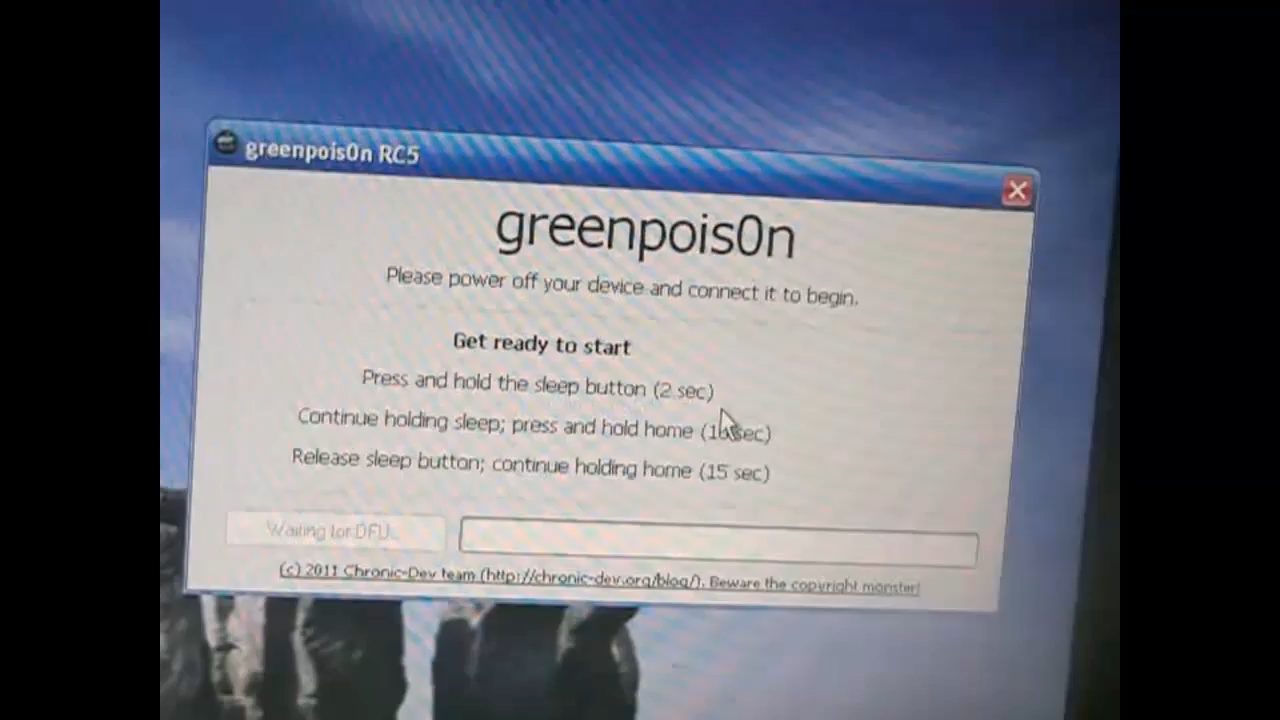 greenpois0n RC5
greenpois0n
Please power off your device and connect it to begin.
Get ready to start
Press and hold the sleep button (2 sec)
Continue holding sleep; press and hold home (10 sec)
Release sleep button; continue holding home (15 sec)
Waiting for DFU...
(c) 2011 Chronic-Dev team (http://chronic-dev.org/blog/). Beware the copyright monster!